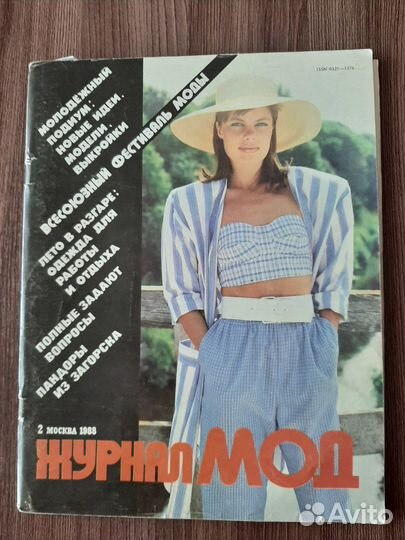 ISSN 0321—1274
МОЛОДЕЖНЫЙ
ПОДИУМ:
НОВЫЕ ИДЕИ,
МОДЕЛИ,
ВЫКРОЙКИ
ВСЕСОЮЗНЫЙ ФЕСТИВАЛЬ МОДЫ
ЛЕТО В РАЗГАРЕ:
ОДЕЖДА ДЛЯ
РАБОТЫ
И ОТДЫХА
ПОЛНЫЕ ЗАДАЮТ
ВОПРОСЫ
ПАНДОРЫ
ИЗ ЗАГОРСКА
2 МОСКВА 1988
ЖУРНАЛ МОД
Avito